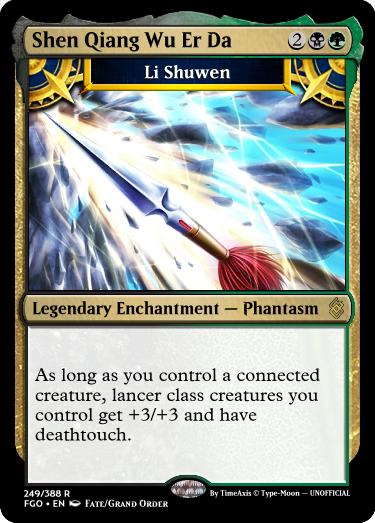 Shen Qiang Wu Er Da 2
Li Shuwen
Legendary Enchantment — Phantasm
As long as you control a connected
creature, lancer class creatures you
control get +3/+3 and have
deathtouch.
249/388 R
FGO • EN Fate/Grand Order
By TimeAxis © Type-Moon — UNOFFICIAL